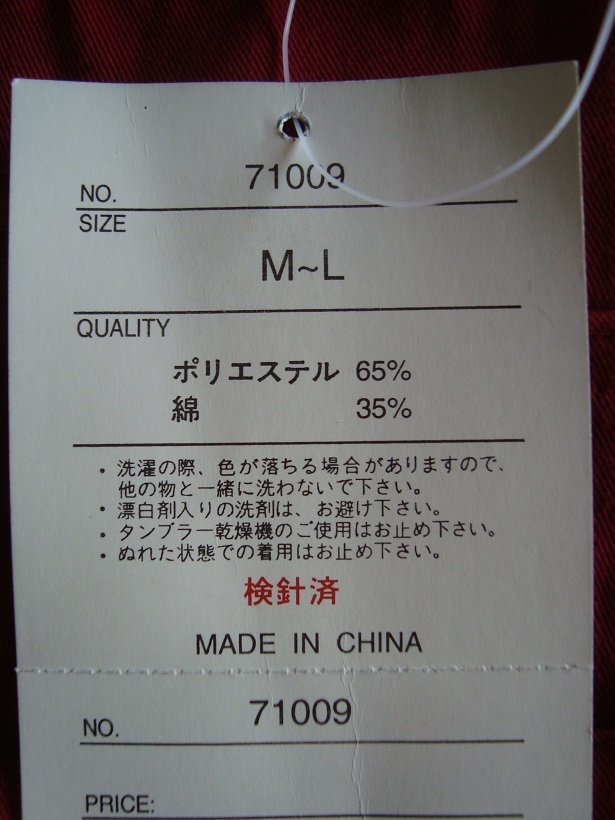 NO. 71009
SIZE
M~L
QUALITY
ポリエステル 65%
綿 35%
・洗濯の際、色が落ちる場合がありますので、
他の物と一緒に洗わないで下さい。
・漂白剤入りの洗剤は、お避け下さい。
・タンブラー乾燥機のご使用はお止め下さい。
・ぬれた状態での着用はお止め下さい。
検針済
MADE IN CHINA
NO. 71009
PRICE: